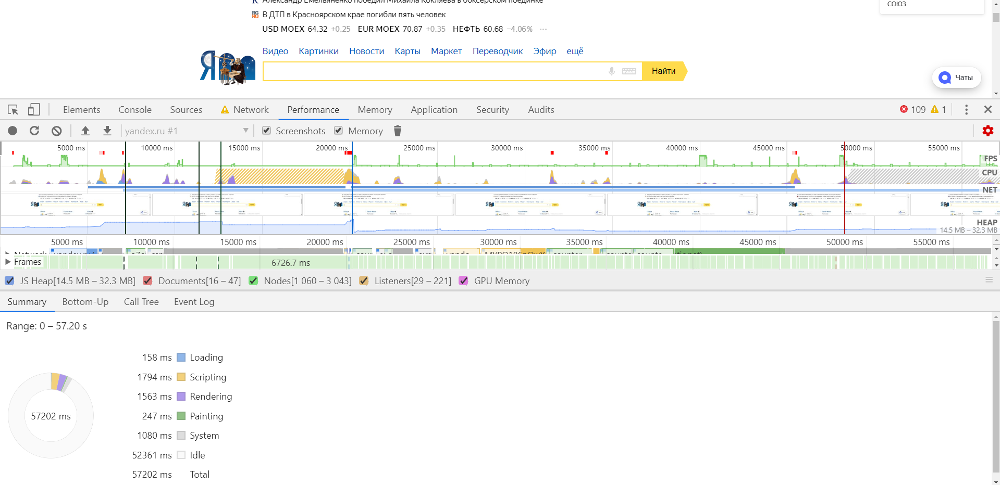 Александр Емельяненко победил Михаила Кокляева в боксерском поединке
СОЮЗ
В ДТП в Красноярском крае погибли пять человек
USD MOEX 64,32 +0,25 EUR MOEX 70,87 +0,35 НЕФТЬ 60,68 −4,06% ···
Видео Картинки Новости Карты Маркет Переводчик Эфир ещё
Найти
Чаты
Elements Console Sources Network Performance Memory Application Security Audits 109 1
yandex.ru #1 Screenshots Memory
5000 ms 10000 ms 15000 ms 20000 ms 25000 ms 30000 ms 35000 ms 40000 ms 45000 ms 50000 ms 55000 ms
FPS
CPU
NET
HEAP
14.5 MB – 32.3 MB
5000 ms 10000 ms 15000 ms 20000 ms 25000 ms 30000 ms 35000 ms 40000 ms 45000 ms 50000 ms 55000 ms
Network
Frames 6726.7 ms
JS Heap[14.5 MB – 32.3 MB] Documents[16 – 47] Nodes[1 060 – 3 043] Listeners[29 – 221] GPU Memory
Summary Bottom-Up Call Tree Event Log
Range: 0 – 57.20 s
158 ms Loading
1794 ms Scripting
1563 ms Rendering
57202 ms
247 ms Painting
1080 ms System
52361 ms Idle
57202 ms Total